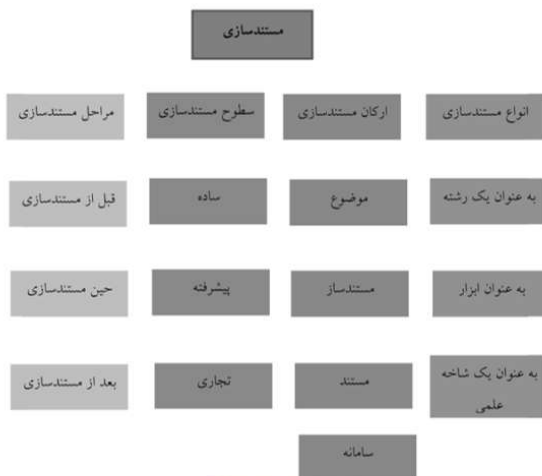 مستندسازی
انواع مستندسازی
ارکان مستندسازی
سطوح مستندسازی
مراحل مستندسازی
به عنوان یک رشته
موضوع
ساده
قبل از مستندسازی
به عنوان ابزار
مستندساز
پیشرفته
حین مستندسازی
به عنوان یک شاخه
علمی
مستند
تجاری
بعد از مستندسازی
سامانه